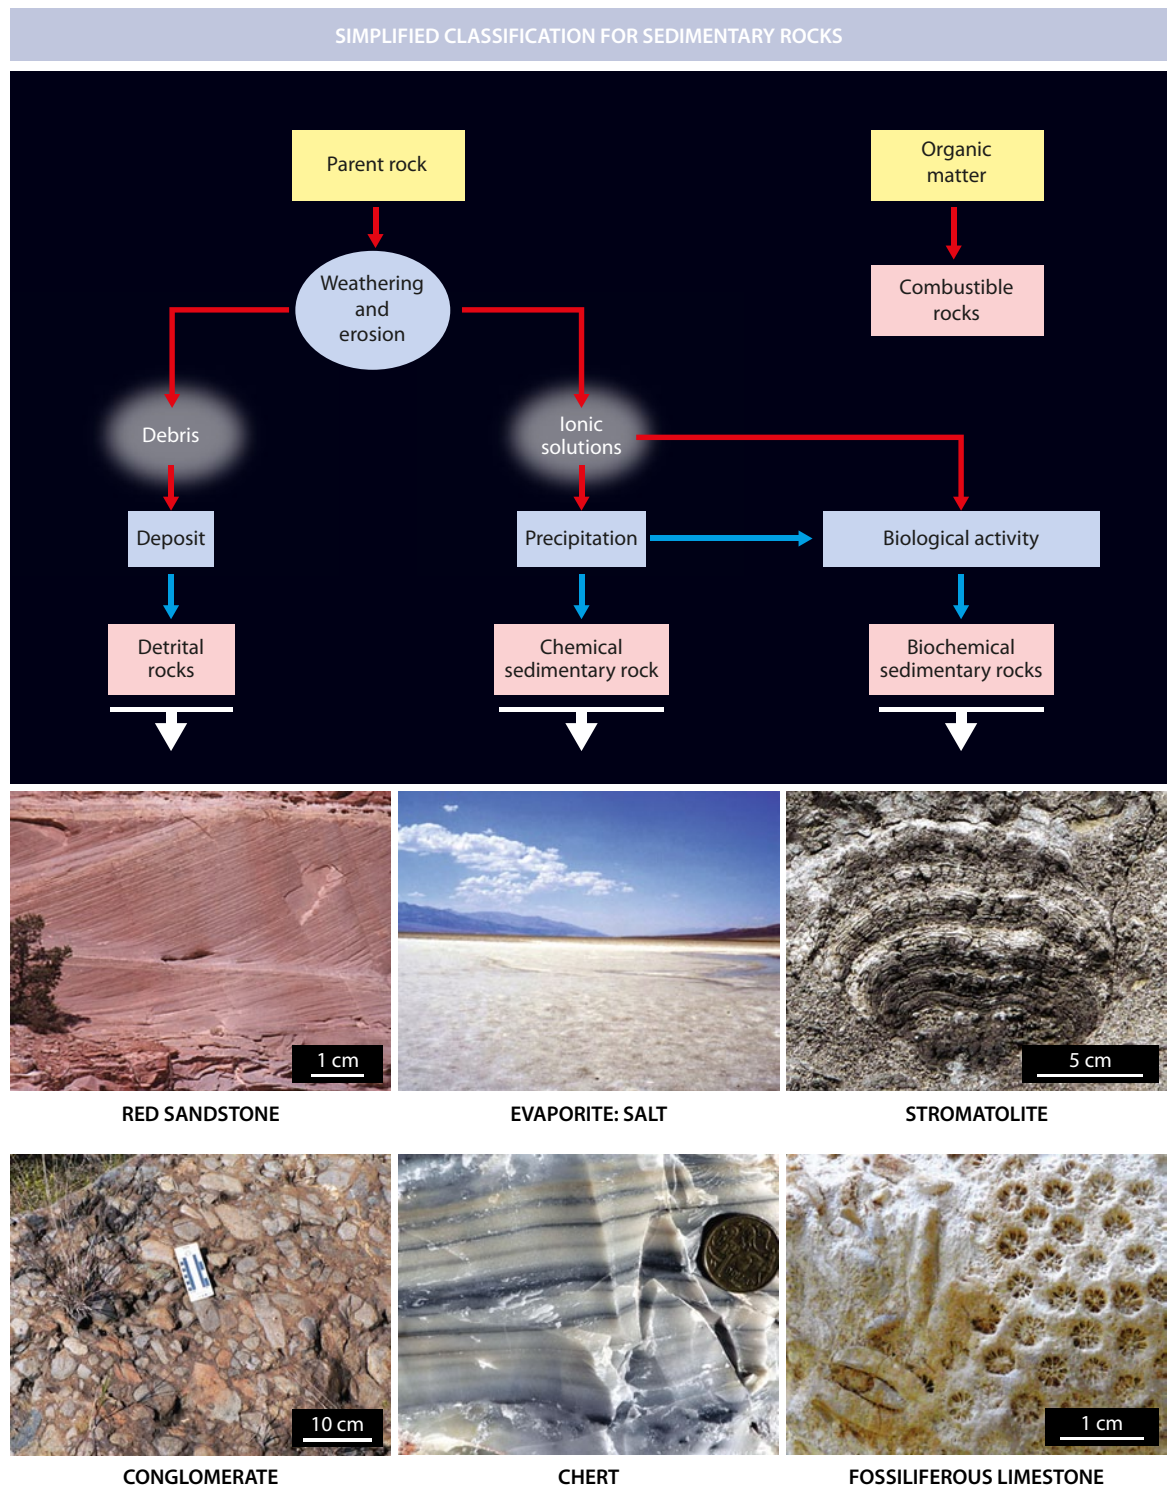 SIMPLIFIED CLASSIFICATION FOR SEDIMENTARY ROCKS
Parent rock
Organic
matter
Weathering
and
erosion
Combustible
rocks
Debris
Ionic
solutions
Deposit
Precipitation
Biological activity
Detrital
rocks
Chemical
sedimentary rock
Biochemical
sedimentary rocks
1 cm
5 cm
RED SANDSTONE
EVAPORITE: SALT
STROMATOLITE
10 cm
1 cm
CONGLOMERATE
CHERT
FOSSILIFEROUS LIMESTONE